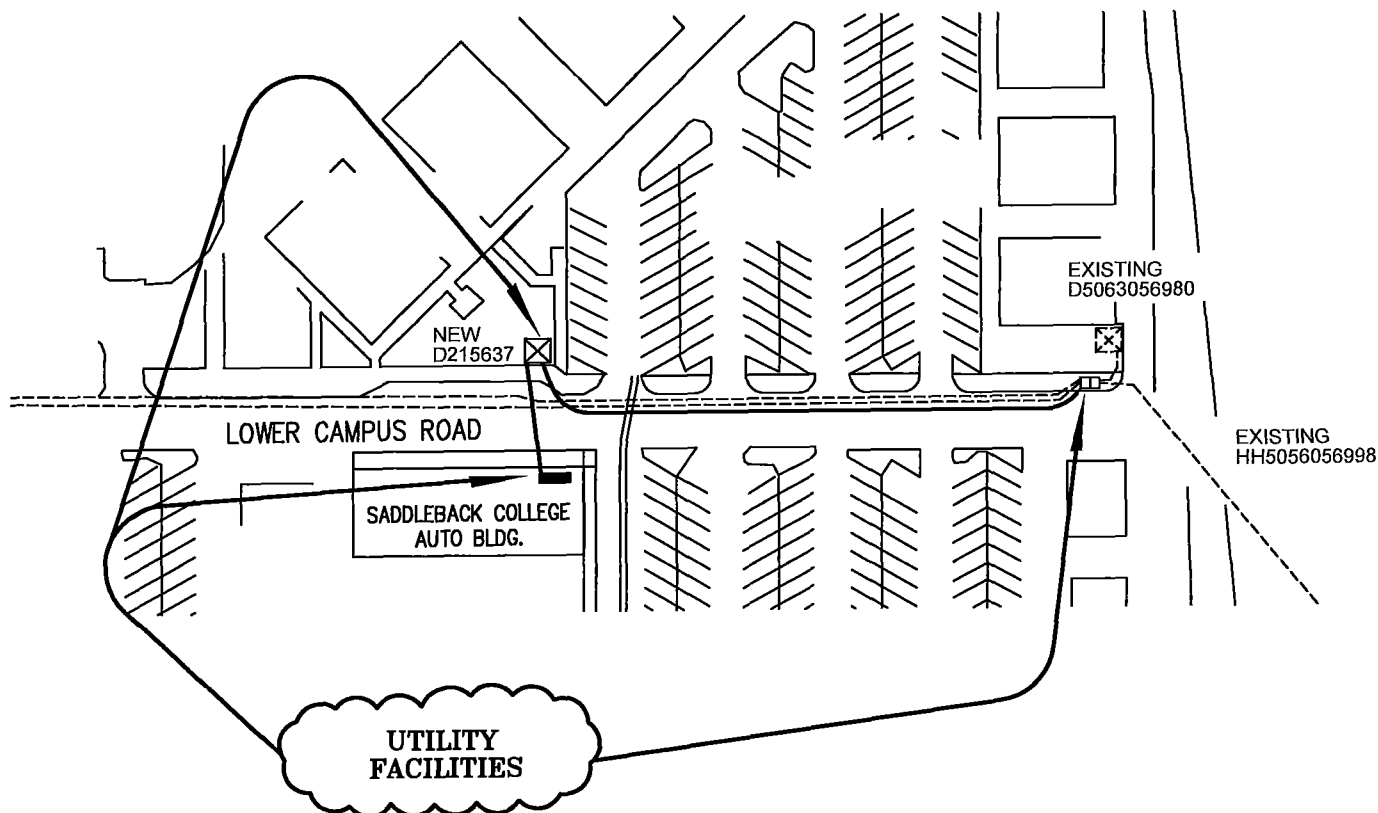 EXISTING
D5063056980
NEW
D215637
LOWER CAMPUS ROAD
EXISTING
HH5056056998
SADDLEBACK COLLEGE
AUTO BLDG.
UTILITY
FACILITIES